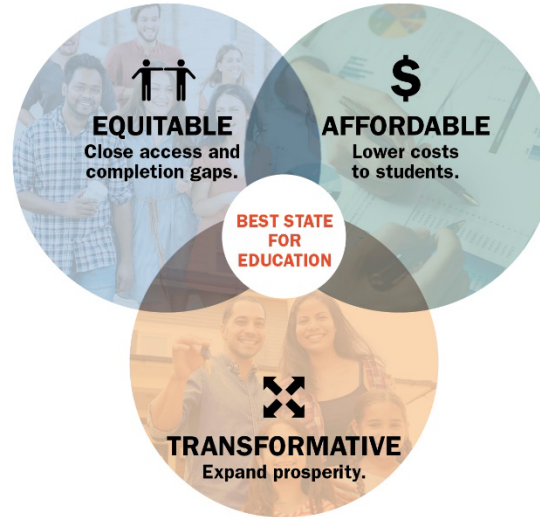 $
EQUITABLE
Close access and
completion gaps.
AFFORDABLE
Lower costs
to students.
BEST STATE
FOR
EDUCATION
TRANSFORMATIVE
Expand prosperity.